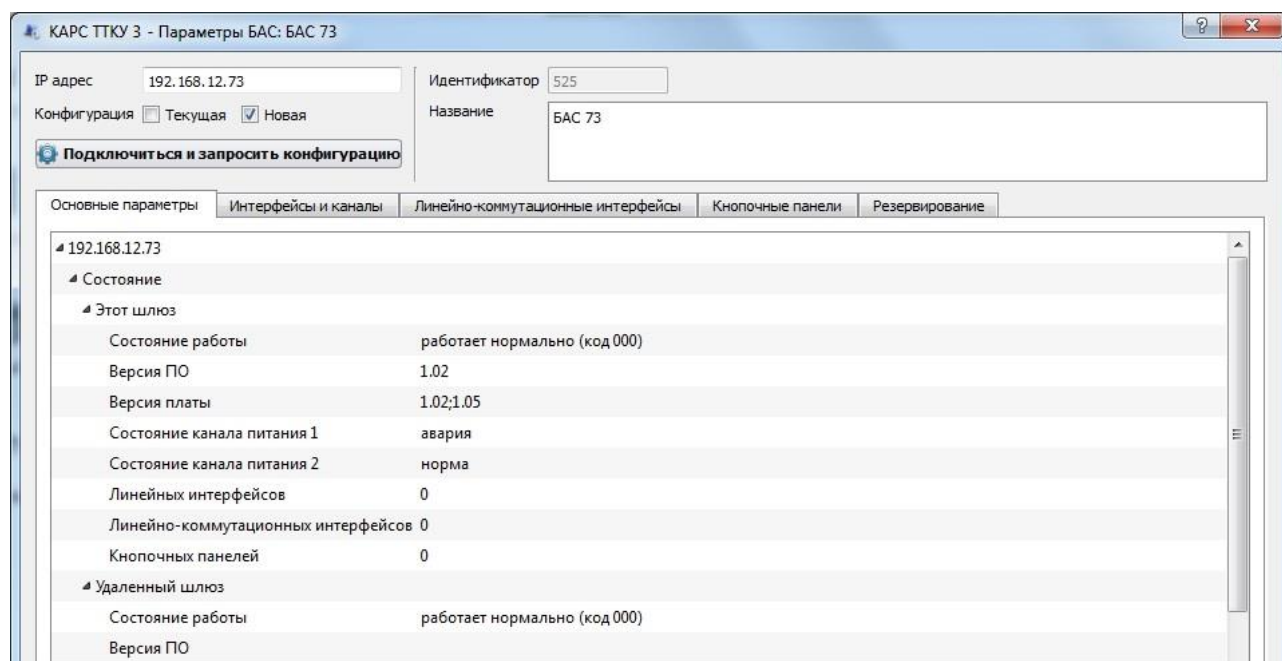 КАРС ТТКУ 3 - Параметры БАС: БАС 73
IP адрес 192.168.12.73 Идентификатор 525
Конфигурация Текущая Новая Название БАС 73
Подключиться и запросить конфигурацию
Основные параметры Интерфейсы и каналы Линейно-коммутационные интерфейсы Кнопочные панели Резервирование
192.168.12.73
Состояние
Этот шлюз
Состояние работы работает нормально (код 000)
Версия ПО 1.02
Версия платы 1.02;1.05
Состояние канала питания 1 авария
Состояние канала питания 2 норма
Линейных интерфейсов 0
Линейно-коммутационных интерфейсов 0
Кнопочных панелей 0
Удаленный шлюз
Состояние работы работает нормально (код 000)
Версия ПО